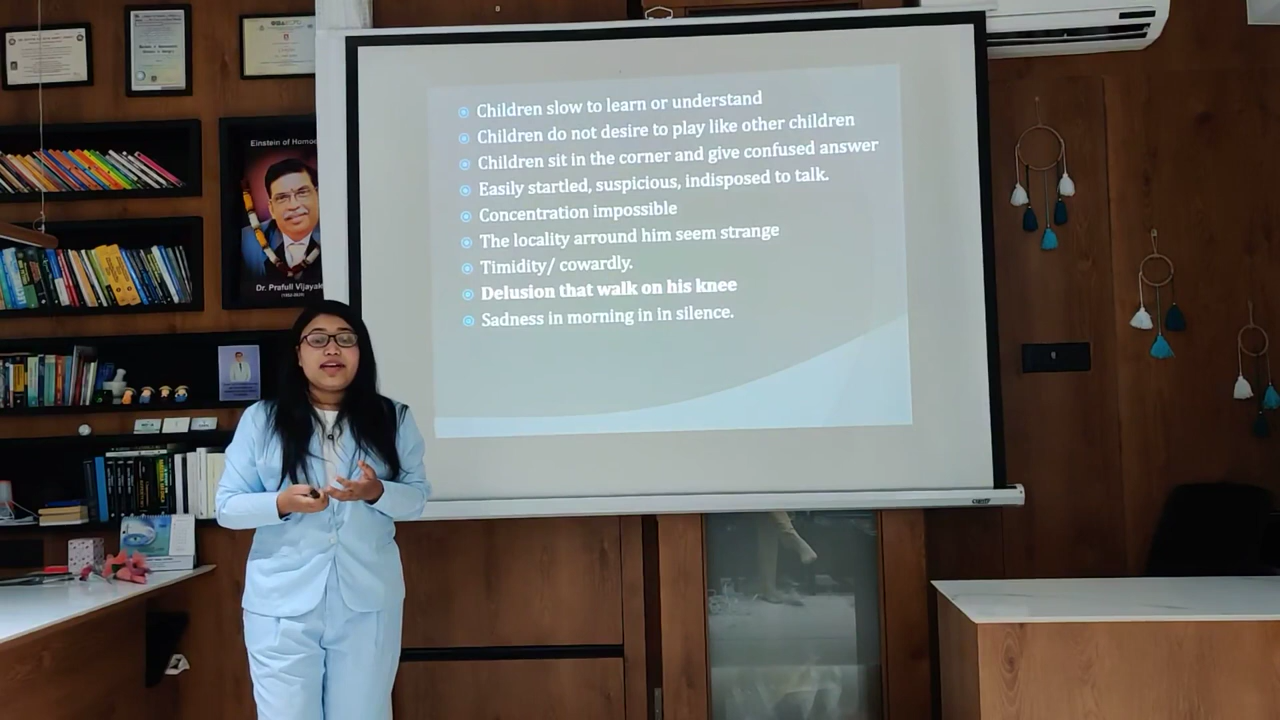 Children slow to learn or understand
Children do not desire to play like other children
Children sit in the corner and give confused answer
Easily startled, suspicious, indisposed to talk.
Concentration impossible
The locality arround him seem strange
Timidity/ cowardly.
Delusion that walk on his knee
Sadness in morning in in silence.
Einstein of Homoe
Dr. Prafull Vijayak